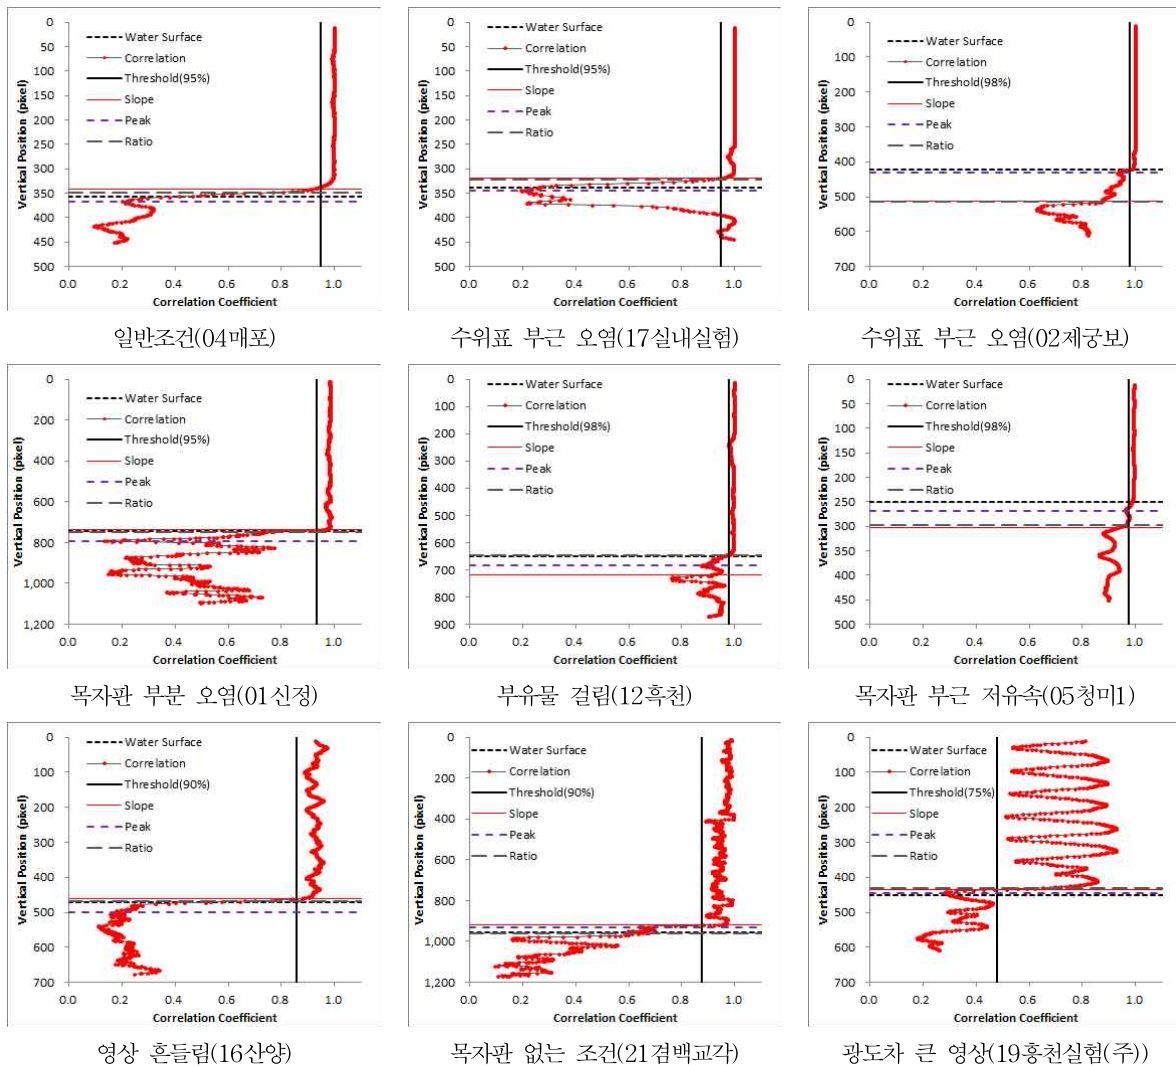 Vertical Position (pixel)
0
50
100
150
200
250
300
350
400
450
500
Water Surface
Correlation
Threshold(95%)
Slope
Peak
Ratio
0.0 0.2 0.4 0.6 0.8 1.0
Correlation Coefficient
일반조건(04매포)
Vertical Position (pixel)
0
50
100
150
200
250
300
350
400
450
500
Water Surface
Correlation
Threshold(95%)
Slope
Peak
Ratio
0.0 0.2 0.4 0.6 0.8 1.0
Correlation Coefficient
수위표 부근 오염(17실내실험)
Vertical Position (pixel)
0
100
200
300
400
500
600
700
Water Surface
Correlation
Threshold(98%)
Slope
Peak
Ratio
0.0 0.2 0.4 0.6 0.8 1.0
Correlation Coefficient
수위표 부근 오염(02제궁보)
Vertical Position (pixel)
0
200
400
600
800
1,000
1,200
Water Surface
Correlation
Threshold(95%)
Slope
Peak
Ratio
0.0 0.2 0.4 0.6 0.8 1.0
Correlation Coefficient
목자판 부분 오염(01신정)
Vertical Position (pixel)
0
100
200
300
400
500
600
700
800
900
Water Surface
Correlation
Threshold(98%)
Slope
Peak
Ratio
0.0 0.2 0.4 0.6 0.8 1.0
Correlation Coefficient
부유물 걸림(12흑천)
Vertical Position (pixel)
0
50
100
150
200
250
300
350
400
450
500
Water Surface
Correlation
Threshold(98%)
Slope
Peak
Ratio
0.0 0.2 0.4 0.6 0.8 1.0
Correlation Coefficient
목자판 부근 저유속(05청미1)
Vertical Position (pixel)
0
100
200
300
400
500
600
700
Water Surface
Correlation
Threshold(90%)
Slope
Peak
Ratio
0.0 0.2 0.4 0.6 0.8 1.0
Correlation Coefficient
영상 흔들림(16산양)
Vertical Position (pixel)
0
200
400
600
800
1,000
1,200
Water Surface
Correlation
Threshold(90%)
Slope
Peak
Ratio
0.0 0.2 0.4 0.6 0.8 1.0
Correlation Coefficient
목자판 없는 조건(21겸백교각)
Vertical Position (pixel)
0
100
200
300
400
500
600
700
Water Surface
Correlation
Threshold(75%)
Slope
Peak
Ratio
0.0 0.2 0.4 0.6 0.8 1.0
Correlation Coefficient
광도차 큰 영상(19홍천실험(주))